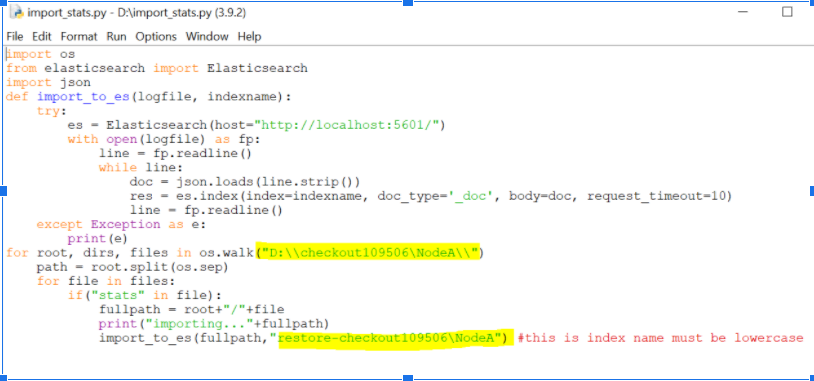 import_stats.py - D:\import_stats.py (3.9.2)
File Edit Format Run Options Window Help
import os
from elasticsearch import Elasticsearch
import json
def import_to_es(logfile, indexname):
    try:
        es = Elasticsearch(host="http://localhost:5601/")
        with open(logfile) as fp:
            line = fp.readline()
            while line:
                doc = json.loads(line.strip())
                res = es.index(index=indexname, doc_type='_doc', body=doc, request_timeout=10)
                line = fp.readline()
    except Exception as e:
        print(e)
for root, dirs, files in os.walk("D:\\checkout109506\NodeA\\")
    path = root.split(os.sep)
    for file in files:
        if("stats" in file):
            fullpath = root+"/"+file
            print("importing..."+fullpath)
            import_to_es(fullpath,"restore-checkout109506\NodeA") #this is index name must be lowercase